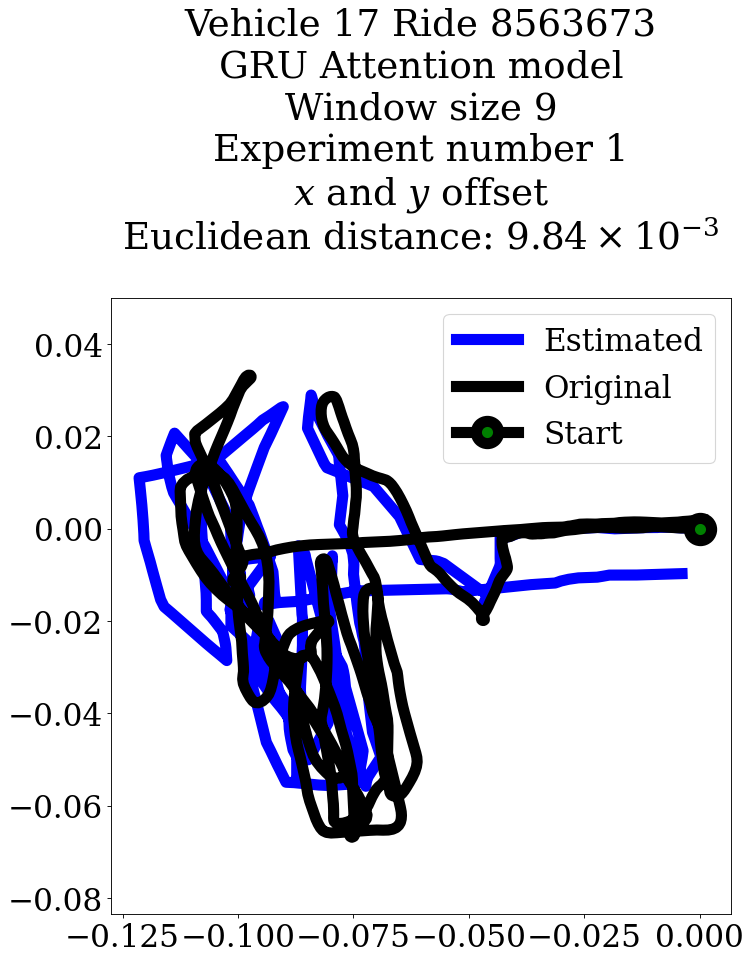 Vehicle 17 Ride 8563673
GRU Attention model
Window size 9
Experiment number 1
x and y offset
Euclidean distance: 9.84 × 10⁻³
Estimated
Original
Start
0.04
0.02
0.00
−0.02
−0.04
−0.06
−0.08
−0.125 −0.100 −0.075 −0.050 −0.025 0.000